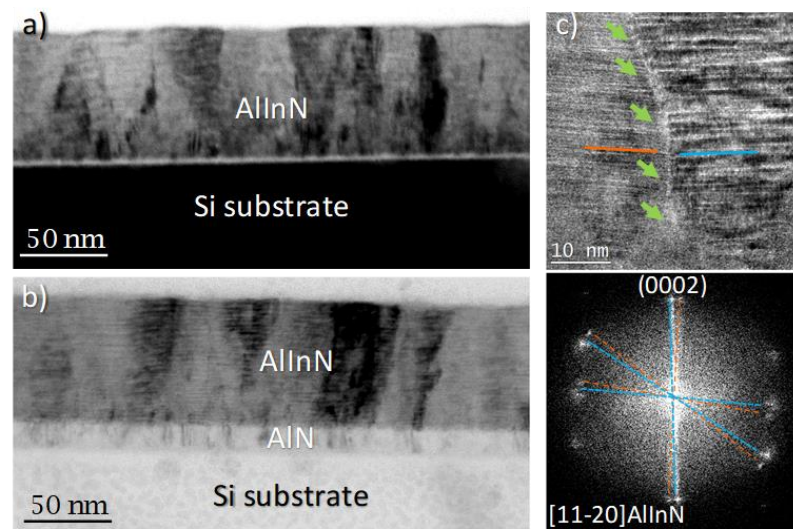 a)
AlInN
Si substrate
50 nm
b)
AlInN
AlN
Si substrate
50 nm
c)
10 nm
(0002)
[11-20]AlInN